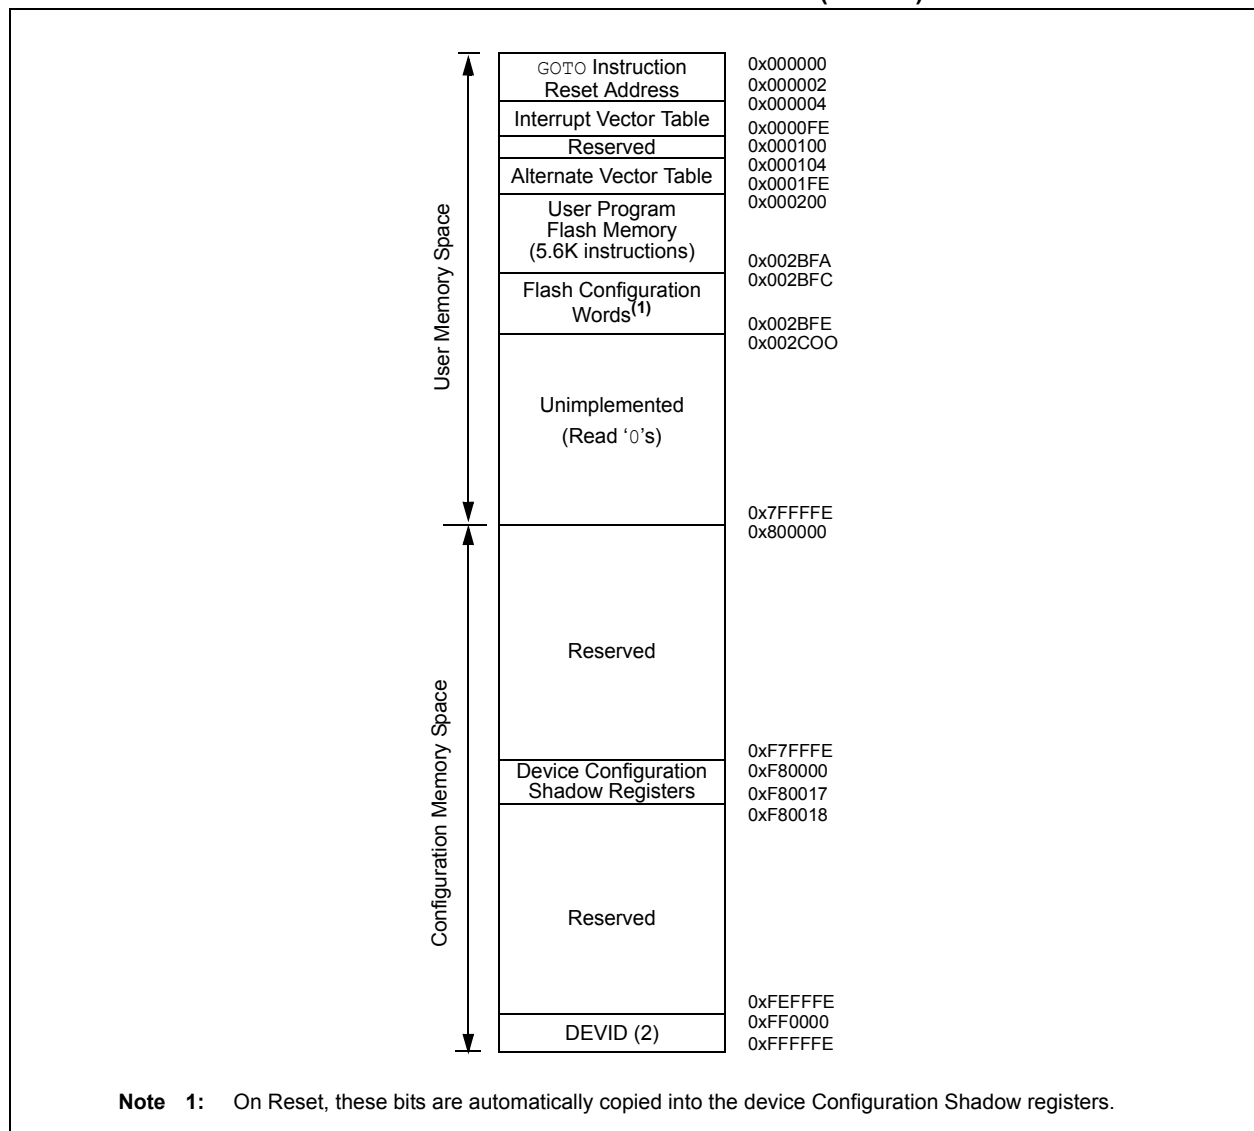 GOTO Instruction
Reset Address
0x000000
0x000002
0x000004
Interrupt Vector Table
0x0000FE
Reserved
0x000100
0x000104
Alternate Vector Table
0x0001FE
0x000200
User Program
Flash Memory
(5.6K instructions)
0x002BFA
0x002BFC
Flash Configuration
Words(1)
0x002BFE
0x002COO
Unimplemented
(Read ‘0’s)
0x7FFFFE
User Memory Space
0x800000
Reserved
0xF7FFFE
Device Configuration
Shadow Registers
0xF80000
0xF80017
0xF80018
Reserved
0xFEFFFE
0xFF0000
DEVID (2)
0xFFFFFE
Configuration Memory Space
Note 1: On Reset, these bits are automatically copied into the device Configuration Shadow registers.